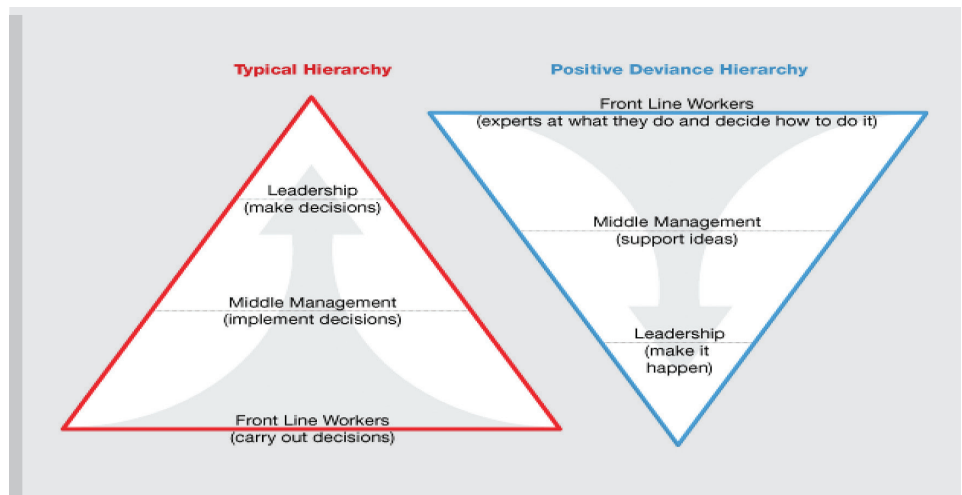 Typical Hierarchy
Leadership
(make decisions)
Middle Management
(implement decisions)
Front Line Workers
(carry out decisions)
Positive Deviance Hierarchy
Front Line Workers
(experts at what they do and decide how to do it)
Middle Management
(support ideas)
Leadership
(make it
happen)